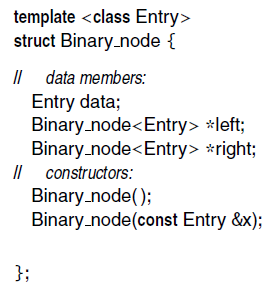 template <class Entry>
struct Binary_node {
// data members:
Entry data;
Binary_node<Entry> *left;
Binary_node<Entry> *right;
// constructors:
Binary_node( );
Binary_node(const Entry &x);
};